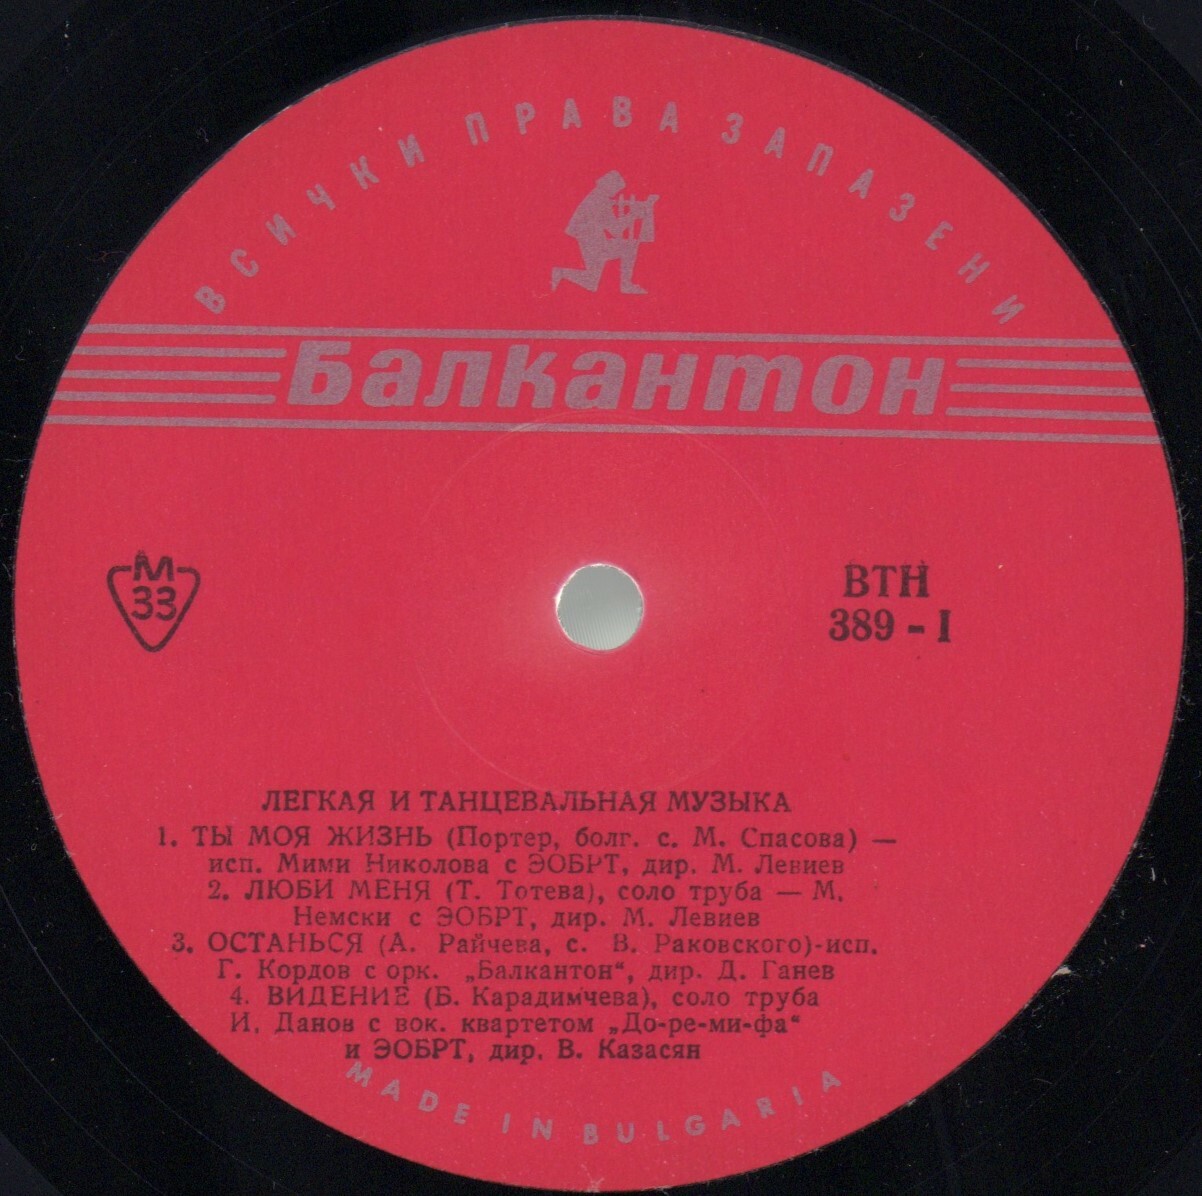 ВСИЧКИ ПРАВА ЗАПАЗЕНИ
Балкантон
М
33
ВТН
389 - I
ЛЕГКАЯ И ТАНЦЕВАЛЬНАЯ МУЗЫКА
1. ТЫ МОЯ ЖИЗНЬ (Портер, болг. с. М. Спасова) —
исп. Мими Николова с ЭОБРТ, дир. М. Левиев
2. ЛЮБИ МЕНЯ (Т. Тотева), соло труба — М.
Немски с ЭОБРТ, дир. М. Левиев
3. ОСТАНЬСЯ (А. Райчева, с. В. Раковского)-исп.
Г. Кордов с орк. „Балкантон“, дир. Д. Ганев
4. ВИДЕНИЕ (Б. Карадимчева), соло труба
И. Данов с вок. квартетом „До-ре-ми-фа“
и ЭОБРТ, дир. В. Казасян
MADE IN BULGARIA